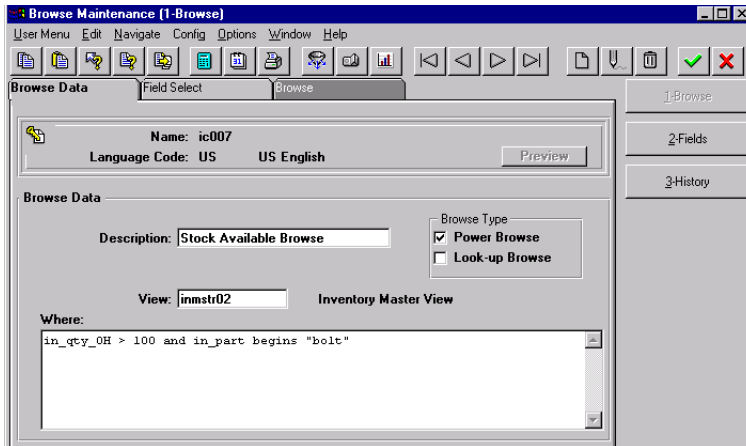 Browse Maintenance (1-Browse)
User Menu Edit Navigate Config Options Window Help
31
Browse Data Field Select Browse
1-Browse
Name: ic007
2-Fields
Language Code: US US English Preview
3-History
Browse Data
Browse Type
Description: Stock Available Browse Power Browse
Look-up Browse
View: inmstr02 Inventory Master View
Where:
in_qty_OH > 100 and in_part begins "bolt"